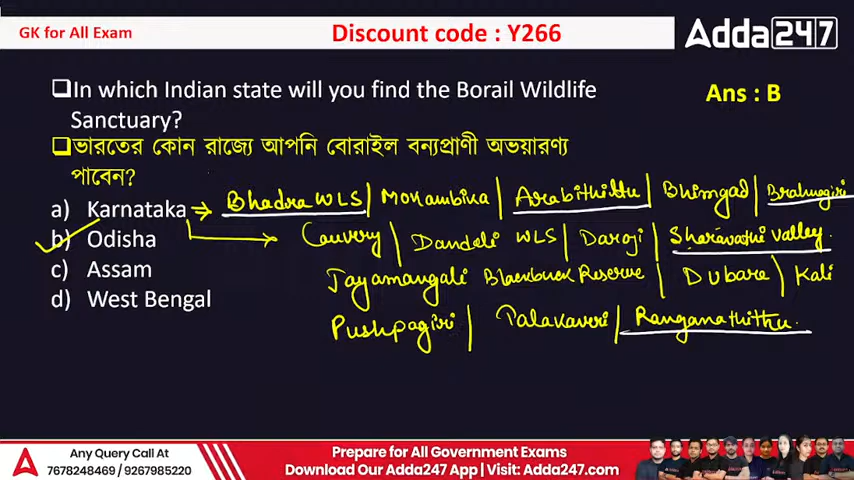 GK for All Exam
Discount code : Y266
Adda247
In which Indian state will you find the Borail Wildlife
Sanctuary?
Ans : B
ভারতের কোন রাজ্যে আপনি বোরাইল বন্যপ্রাণী অভয়ারণ্য
পাবেন?
a) Karnataka → Bhadra WLS | Mokambika | Arabithittu | Bhimgad | Brahmagiri
b) Odisha Cauvery | Dandeli WLS | Daroji | Sharavathi valley.
c) Assam Jayamangali Blackbuck Reserve | Dubare | Kali
d) West Bengal
Pushpagiri | Talakaveri | Ranganathithu.
Any Query Call At
7678248469 / 9267985220
Prepare for All Government Exams
Download Our Adda247 App | Visit: Adda247.com